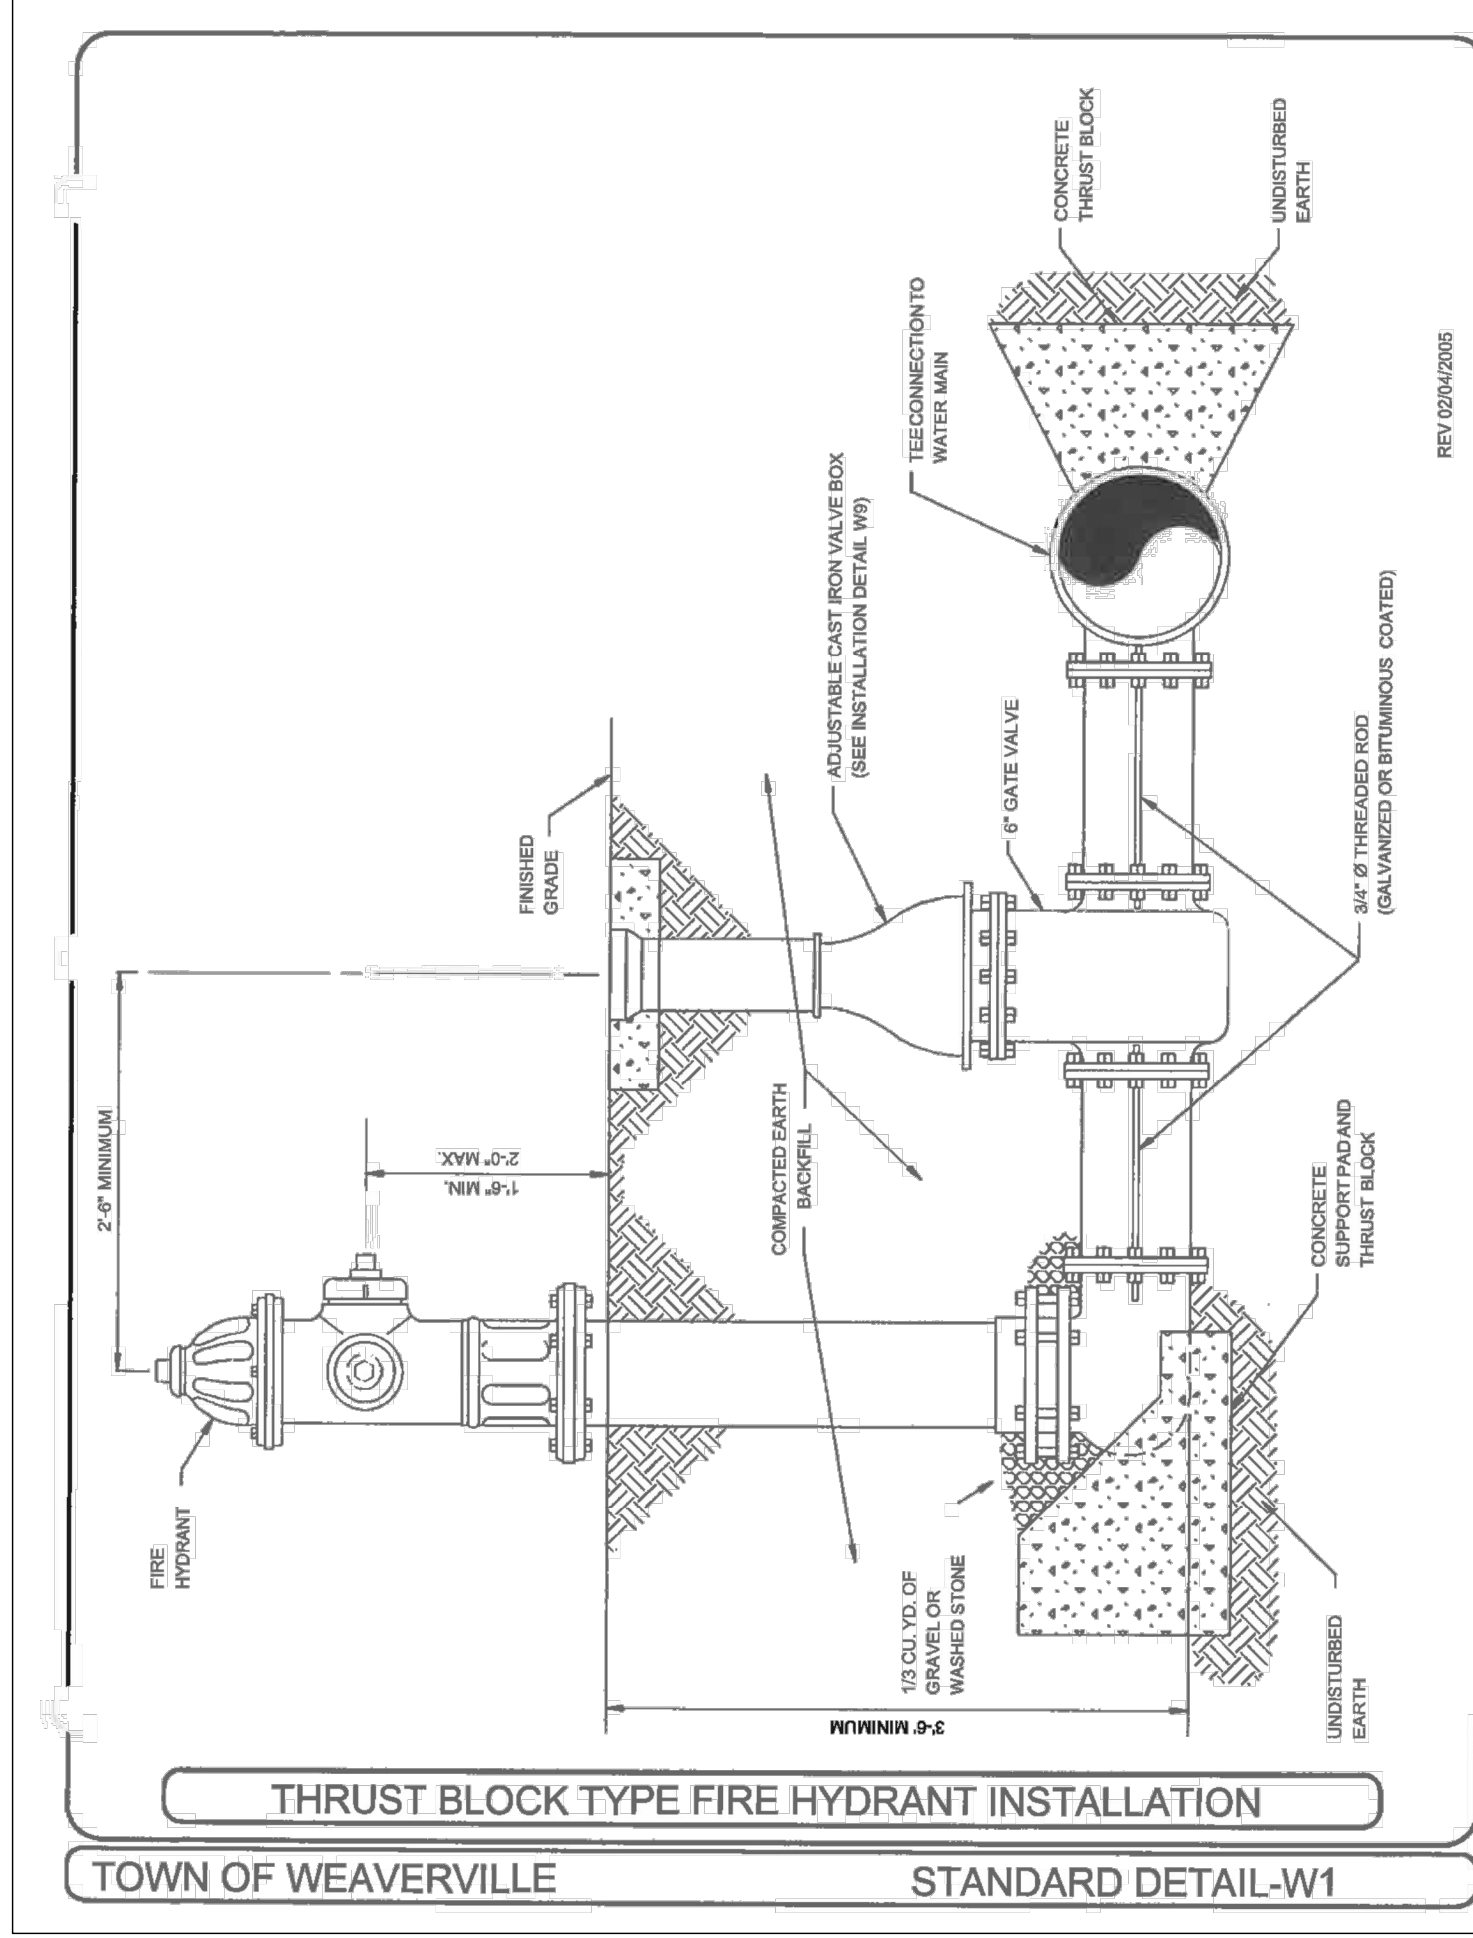 2'-6" MINIMUM
FIRE
HYDRANT
2'-0" MAX.
1'-6" MIN.
FINISHED
GRADE
COMPACTED EARTH
BACKFILL
ADJUSTABLE CAST IRON VALVE BOX
(SEE INSTALLATION DETAIL W9)
TEE CONNECTION TO
WATER MAIN
CONCRETE
THRUST BLOCK
UNDISTURBED
EARTH
6" GATE VALVE
1/3 CU. YD. OF
GRAVEL OR
WASHED STONE
3'-6' MINIMUM
3/4" Ø THREADED ROD
(GALVANIZED OR BITUMINOUS COATED)
CONCRETE
SUPPORT PAD AND
THRUST BLOCK
UNDISTURBED
EARTH
REV 02/04/2005
THRUST BLOCK TYPE FIRE HYDRANT INSTALLATION
TOWN OF WEAVERVILLE
STANDARD DETAIL-W1